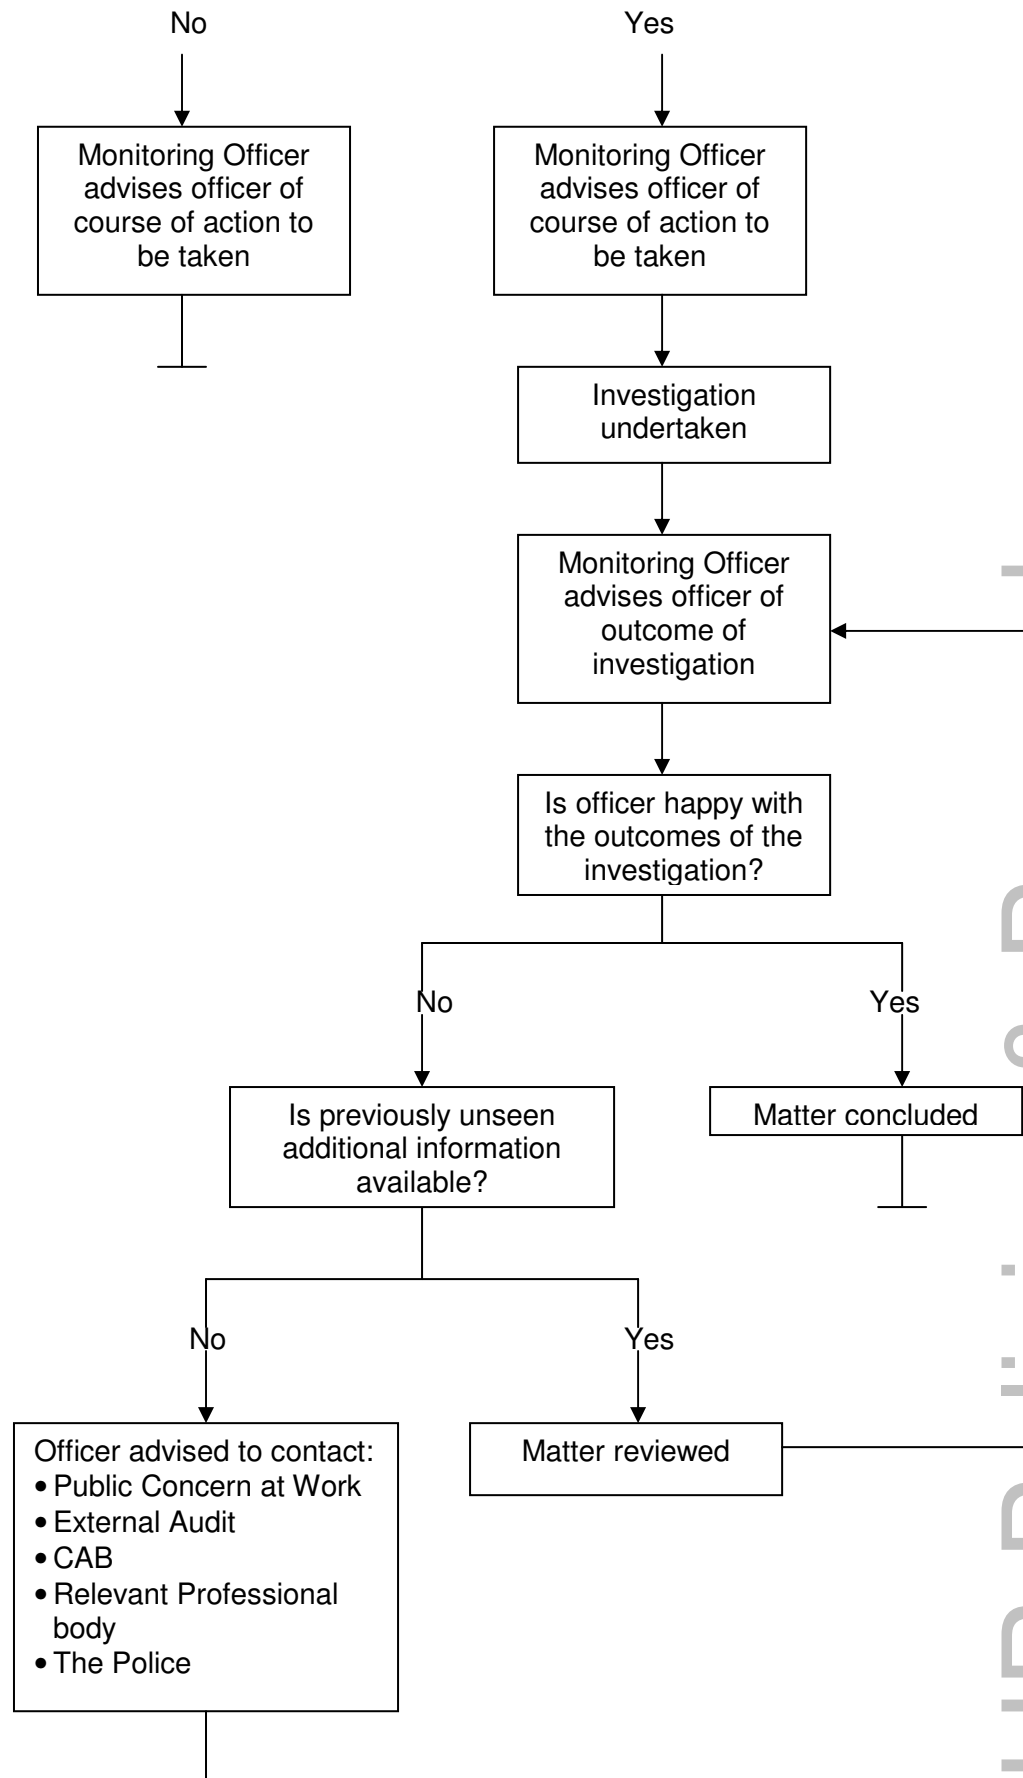 No
Yes
Monitoring Officer
advises officer of
course of action to
be taken
Monitoring Officer
advises officer of
course of action to
be taken
Investigation
undertaken
Monitoring Officer
advises officer of
outcome of
investigation
Is officer happy with
the outcomes of the
investigation?
No
Yes
Is previously unseen
additional information
available?
Matter concluded
No
Yes
Officer advised to contact:
• Public Concern at Work
• External Audit
• CAB
• Relevant Professional
body
• The Police
Matter reviewed